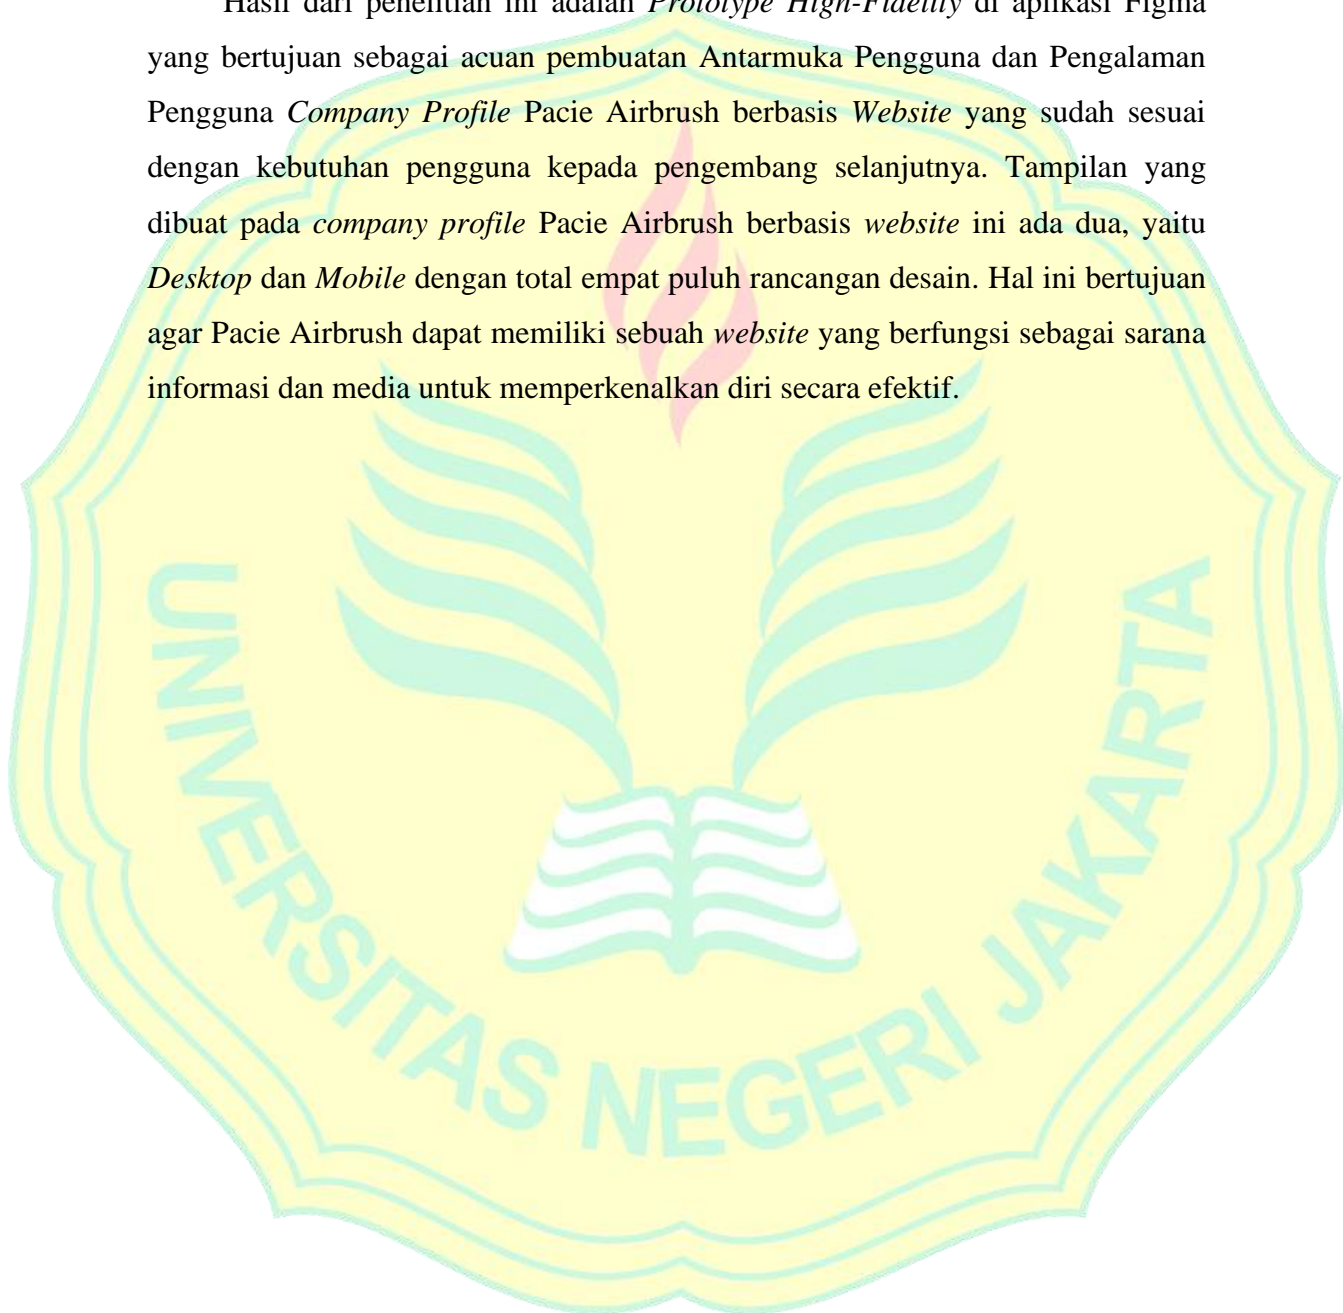 Hasil dari penelitian ini adalah Prototype High-Fidelity di aplikasi Figma
yang bertujuan sebagai acuan pembuatan Antarmuka Pengguna dan Pengalaman
Pengguna Company Profile Pacie Airbrush berbasis Website yang sudah sesuai
dengan kebutuhan pengguna kepada pengembang selanjutnya. Tampilan yang
dibuat pada company profile Pacie Airbrush berbasis website ini ada dua, yaitu
Desktop dan Mobile dengan total empat puluh rancangan desain. Hal ini bertujuan
agar Pacie Airbrush dapat memiliki sebuah website yang berfungsi sebagai sarana
informasi dan media untuk memperkenalkan diri secara efektif.
UNIVERSITAS NEGERI JAKARTA